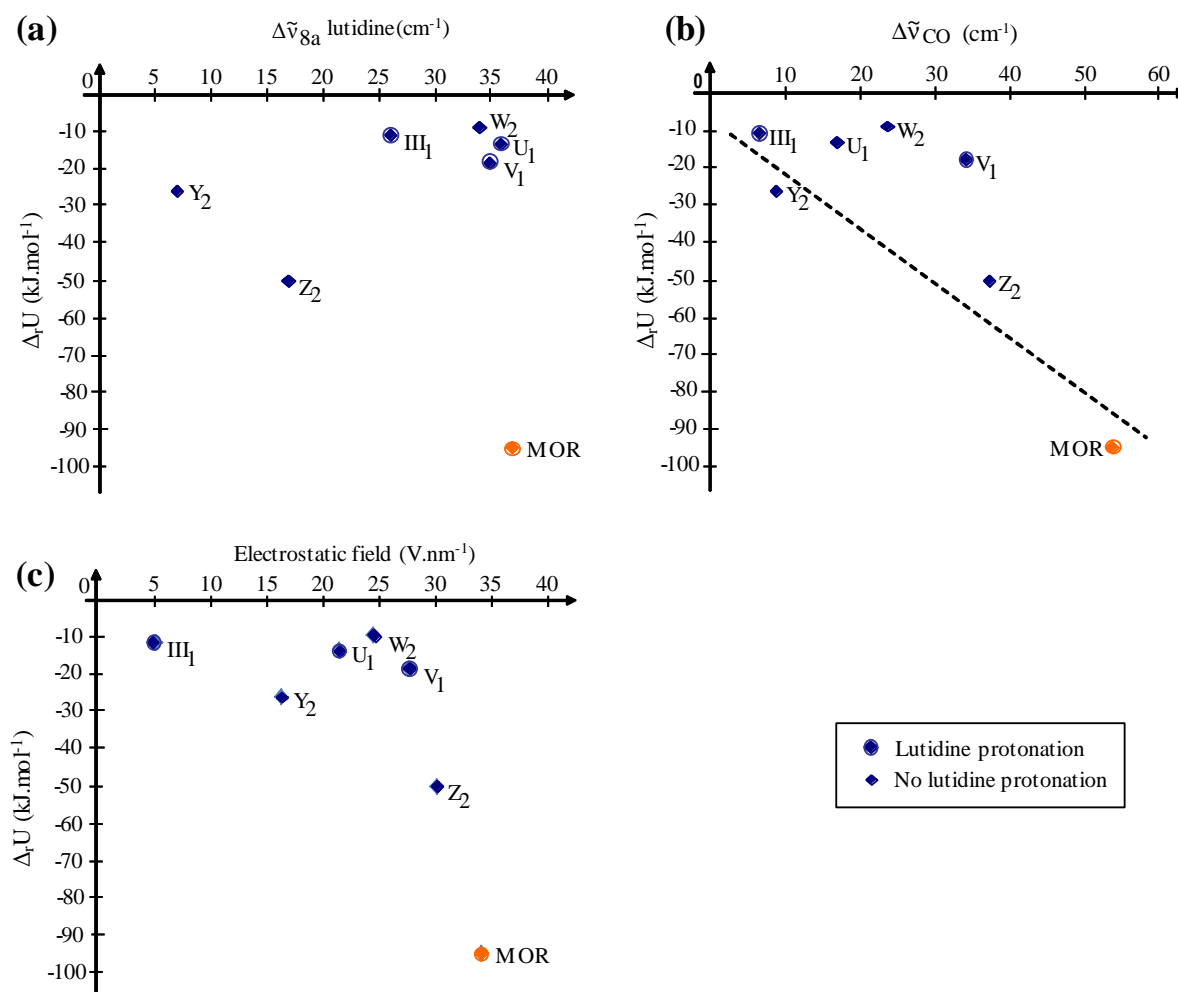 (a)
Δν̃8a lutidine (cm-1)
0 5 10 15 20 25 30 35 40
-10
-20
-30
-40
-50
-60
-70
-80
-90
-100
ΔrU (kJ.mol-1)
III1
W2
U1
V1
Y2
Z2
MOR
(b)
Δν̃CO (cm-1)
0 10 20 30 40 50 60
-10
-20
-30
-40
-50
-60
-70
-80
-90
-100
ΔrU (kJ.mol-1)
III1
U1
W2
V1
Y2
Z2
MOR
(c)
Electrostatic field (V.nm-1)
0 5 10 15 20 25 30 40
-10
-20
-30
-40
-50
-60
-70
-80
-90
-100
ΔrU (kJ.mol-1)
III1
U1
W2
V1
Y2
Z2
MOR
Lutidine protonation
No lutidine protonation